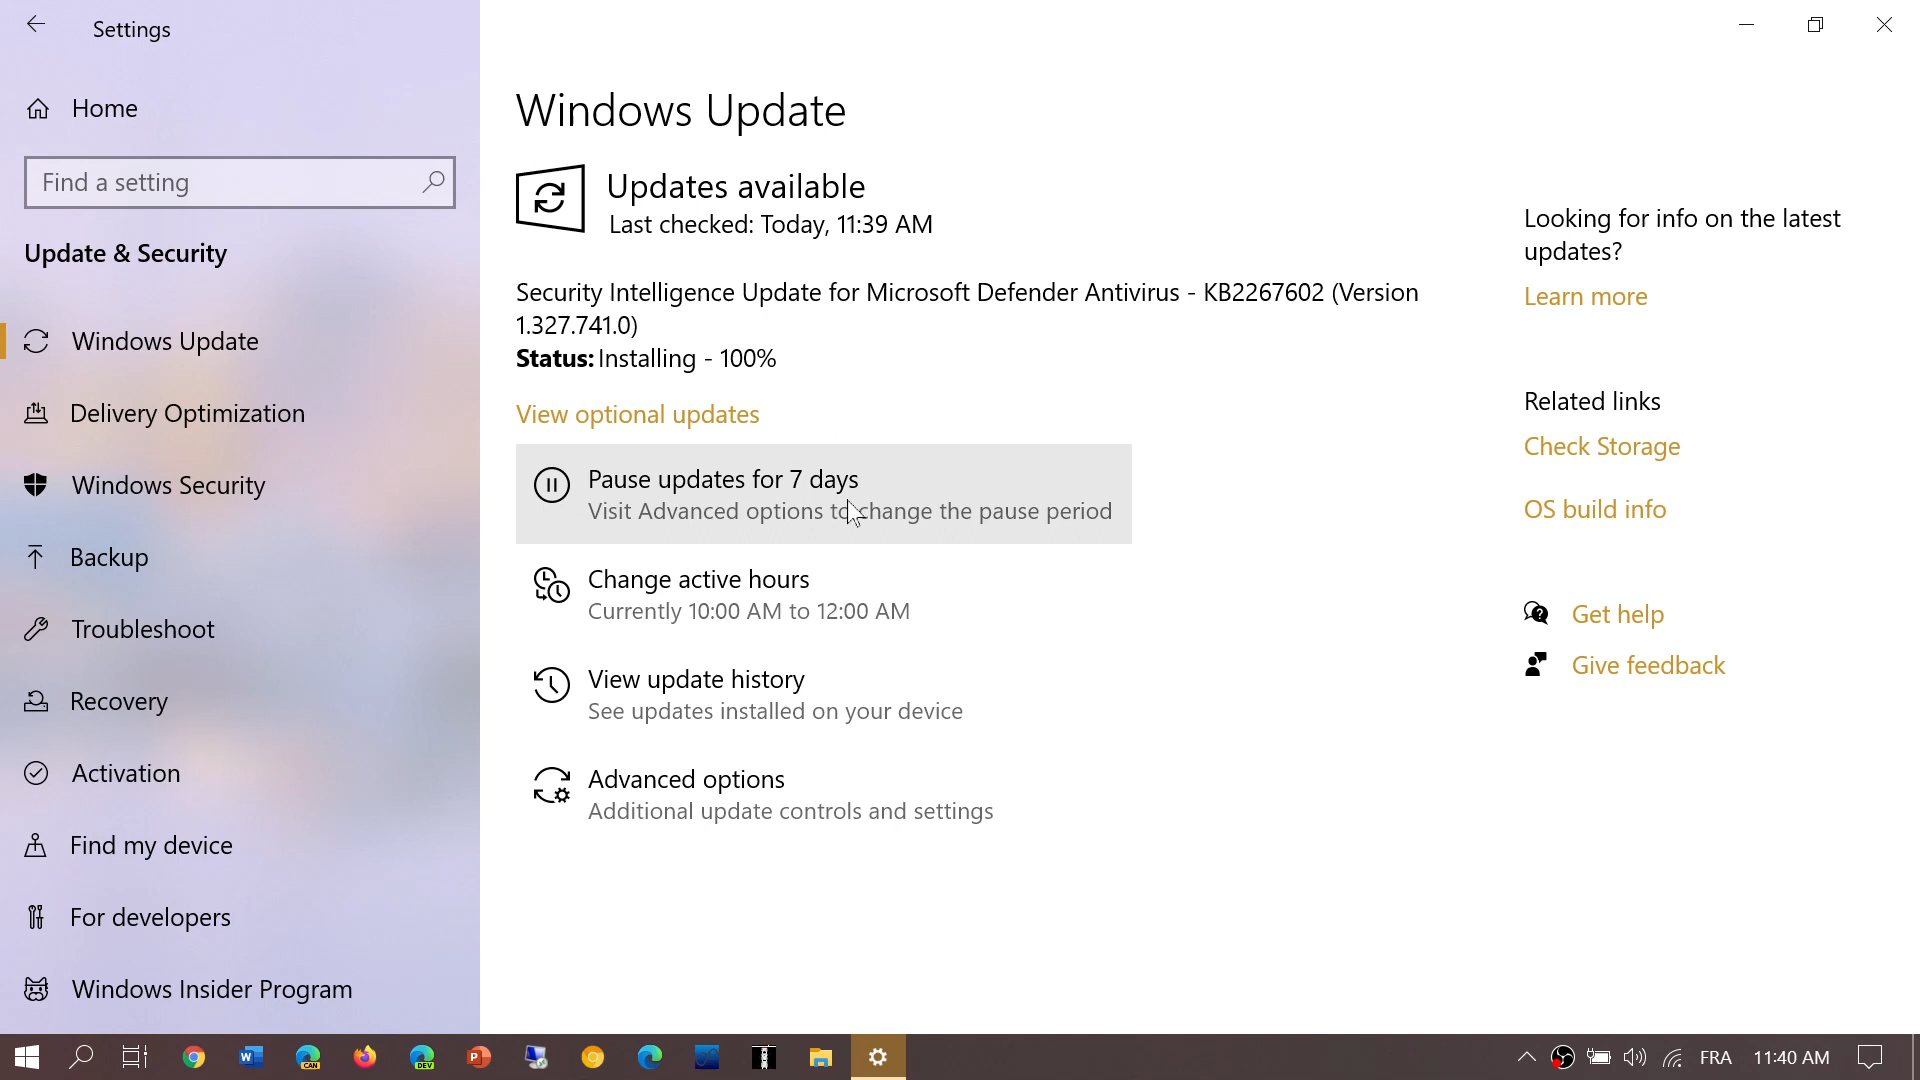 Settings
Home
Find a setting
Update & Security
Windows Update
Delivery Optimization
Windows Security
Backup
Troubleshoot
Recovery
Activation
Find my device
For developers
Windows Insider Program
Windows Update
Updates available
Last checked: Today, 11:39 AM
Security Intelligence Update for Microsoft Defender Antivirus - KB2267602 (Version
1.327.741.0)
Status: Installing - 100%
View optional updates
Pause updates for 7 days
Visit Advanced options to change the pause period
Change active hours
Currently 10:00 AM to 12:00 AM
View update history
See updates installed on your device
Advanced options
Additional update controls and settings
Looking for info on the latest
updates?
Learn more
Related links
Check Storage
OS build info
Get help
Give feedback
W
CAN
DEV
P
FRA
11:40 AM